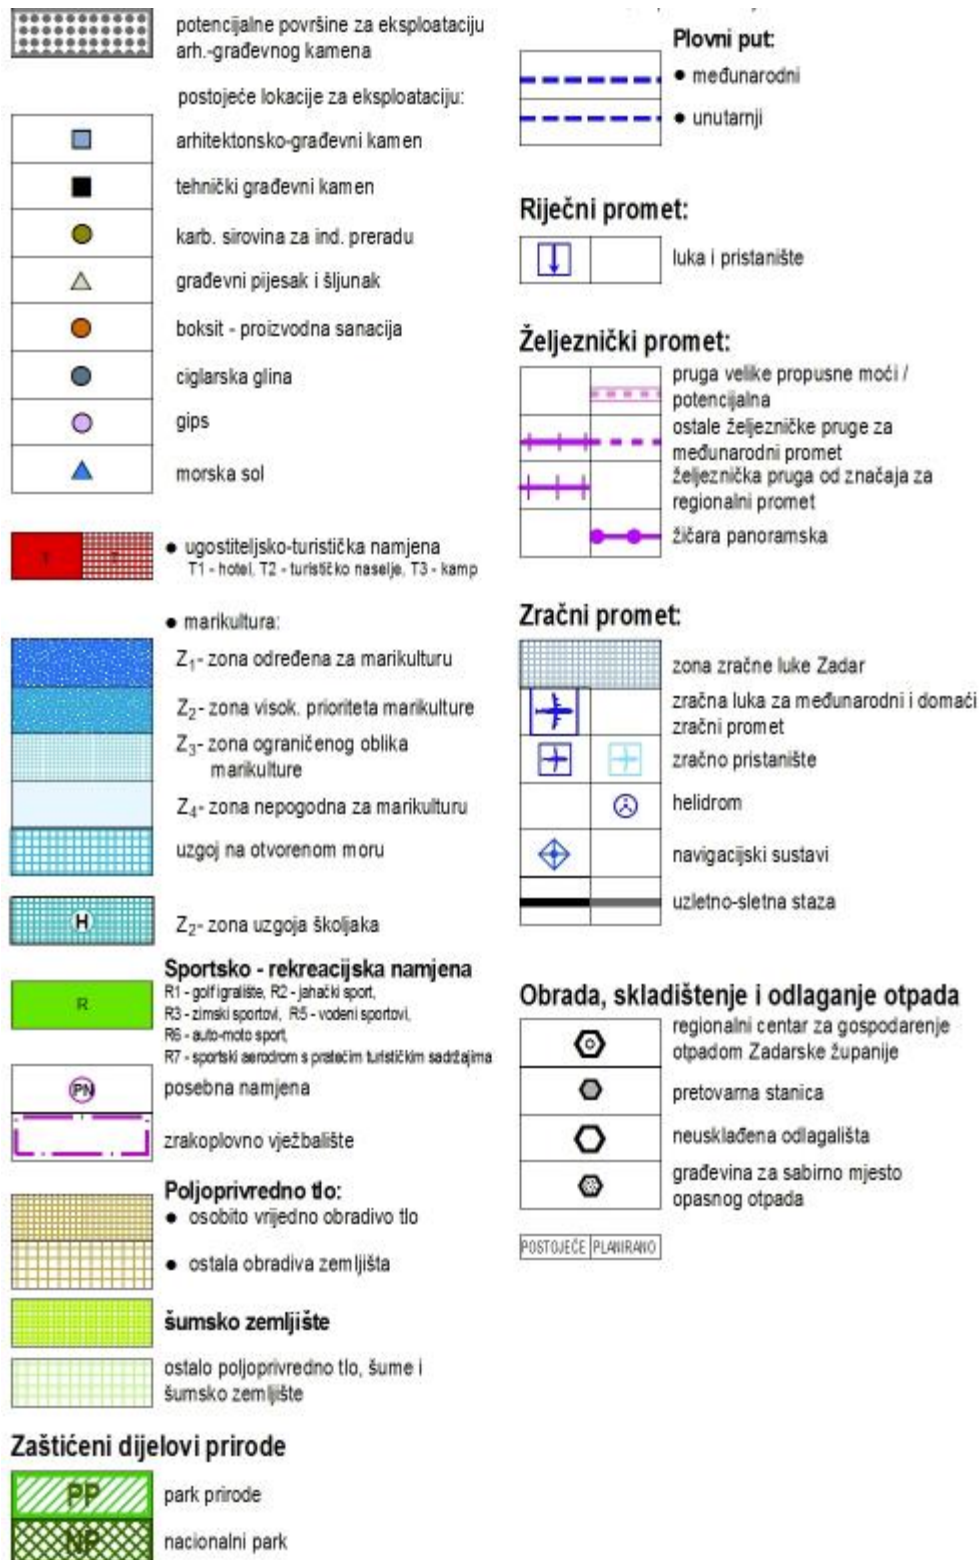 potencijalne površine za eksploataciju
arh.-građevnog kamena
postojeće lokacije za eksploataciju:
arhitektonsko-građevni kamen
tehnički građevni kamen
karb. sirovina za ind. preradu
građevni pijesak i šljunak
boksit - proizvodna sanacija
ciglarska glina
gips
morska sol
● ugostiteljsko-turistička namjena
T1 - hotel, T2 - turističko naselje, T3 - kamp
● marikultura:
Z1- zona određena za marikulturu
Z2- zona visok. prioriteta marikulture
Z3- zona ograničenog oblika
marikulture
Z4- zona nepogodna za marikulturu
uzgoj na otvorenom moru
H
Z2- zona uzgoja školjaka
Sportsko - rekreacijska namjena
R
R1 - golf igralište, R2 - jahački sport,
R3 - zimski sportovi, R5 - vodeni sportovi,
R6 - auto-moto sport,
R7 - sportski aerodrom s pratećim turističkim sadržajima
PN
posebna namjena
zrakoplovno vježbalište
Poljoprivredno tlo:
● osobito vrijedno obradivo tlo
● ostala obradiva zemljišta
šumsko zemljište
ostalo poljoprivredno tlo, šume i
šumsko zemljište
Zaštićeni dijelovi prirode
PP
park prirode
NP
nacionalni park
Plovni put:
● međunarodni
● unutarnji
Riječni promet:
luka i pristanište
Željeznički promet:
pruga velike propusne moći /
potencijalna
ostale željezničke pruge za
međunarodni promet
željeznička pruga od značaja za
regionalni promet
žičara panoramska
Zračni promet:
zona zračne luke Zadar
zračna luka za međunarodni i domaći
zračni promet
zračno pristanište
helidrom
navigacijski sustavi
uzletno-sletna staza
Obrada, skladištenje i odlaganje otpada
regionalni centar za gospodarenje
otpadom Zadarske županije
pretovarna stanica
neusklađena odlagališta
građevina za sabirno mjesto
opasnog otpada
POSTOJEĆE PLANIRANO